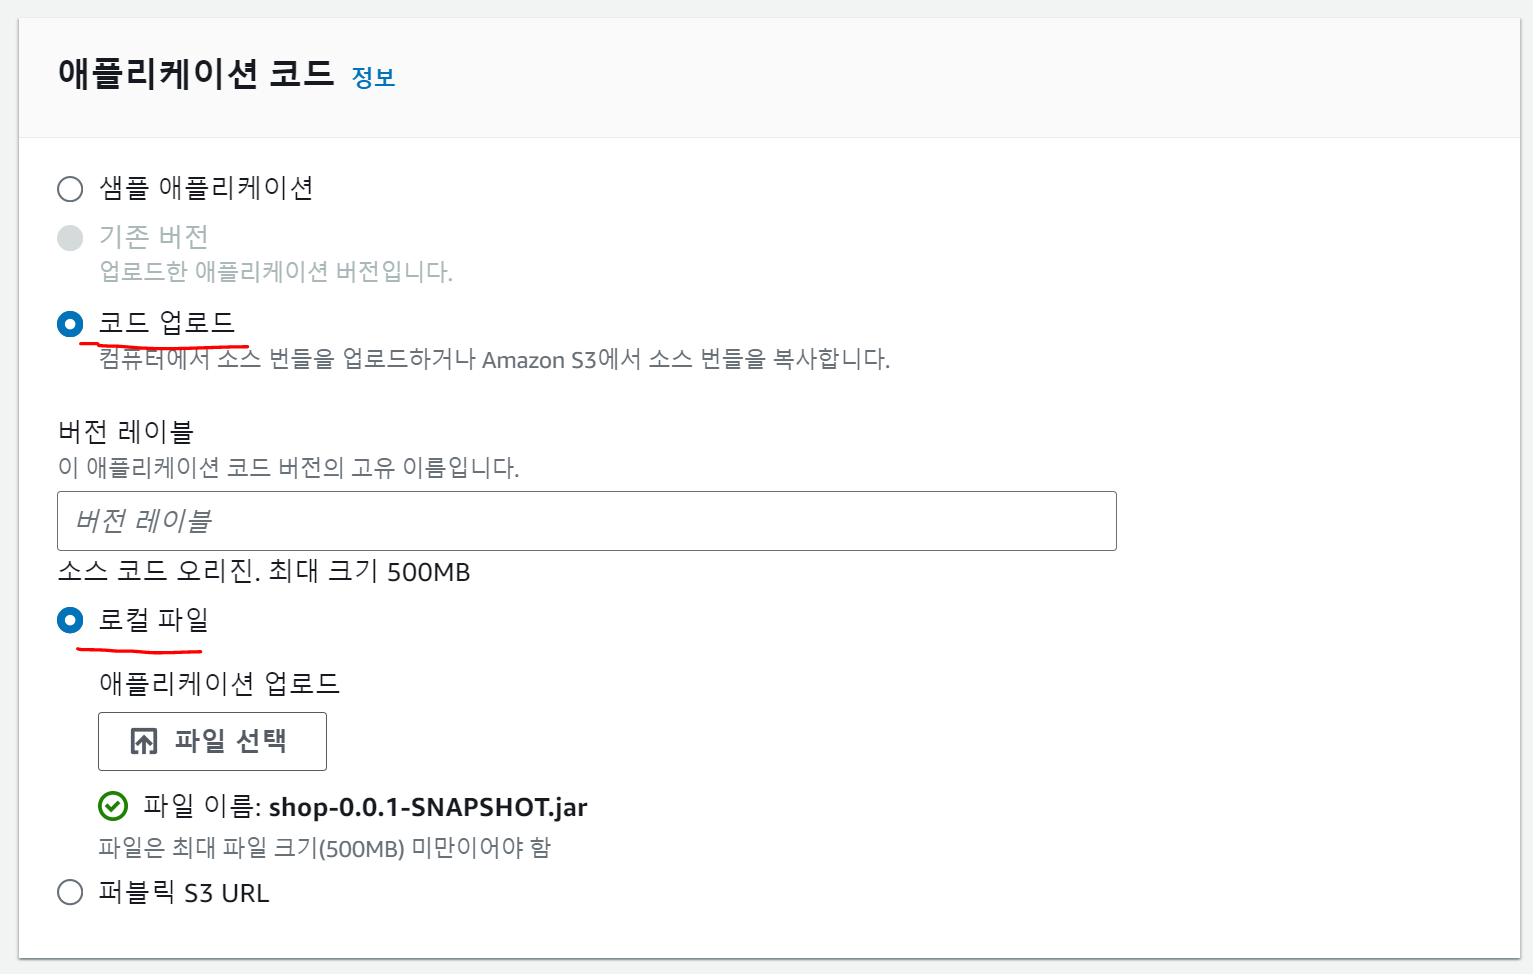 애플리케이션 코드 정보
샘플 애플리케이션
기존 버전
업로드한 애플리케이션 버전입니다.
코드 업로드
컴퓨터에서 소스 번들을 업로드하거나 Amazon S3에서 소스 번들을 복사합니다.
버전 레이블
이 애플리케이션 코드 버전의 고유 이름입니다.
버전 레이블
소스 코드 오리진. 최대 크기 500MB
로컬 파일
애플리케이션 업로드
파일 선택
파일 이름: shop-0.0.1-SNAPSHOT.jar
파일은 최대 파일 크기(500MB) 미만이어야 함
퍼블릭 S3 URL